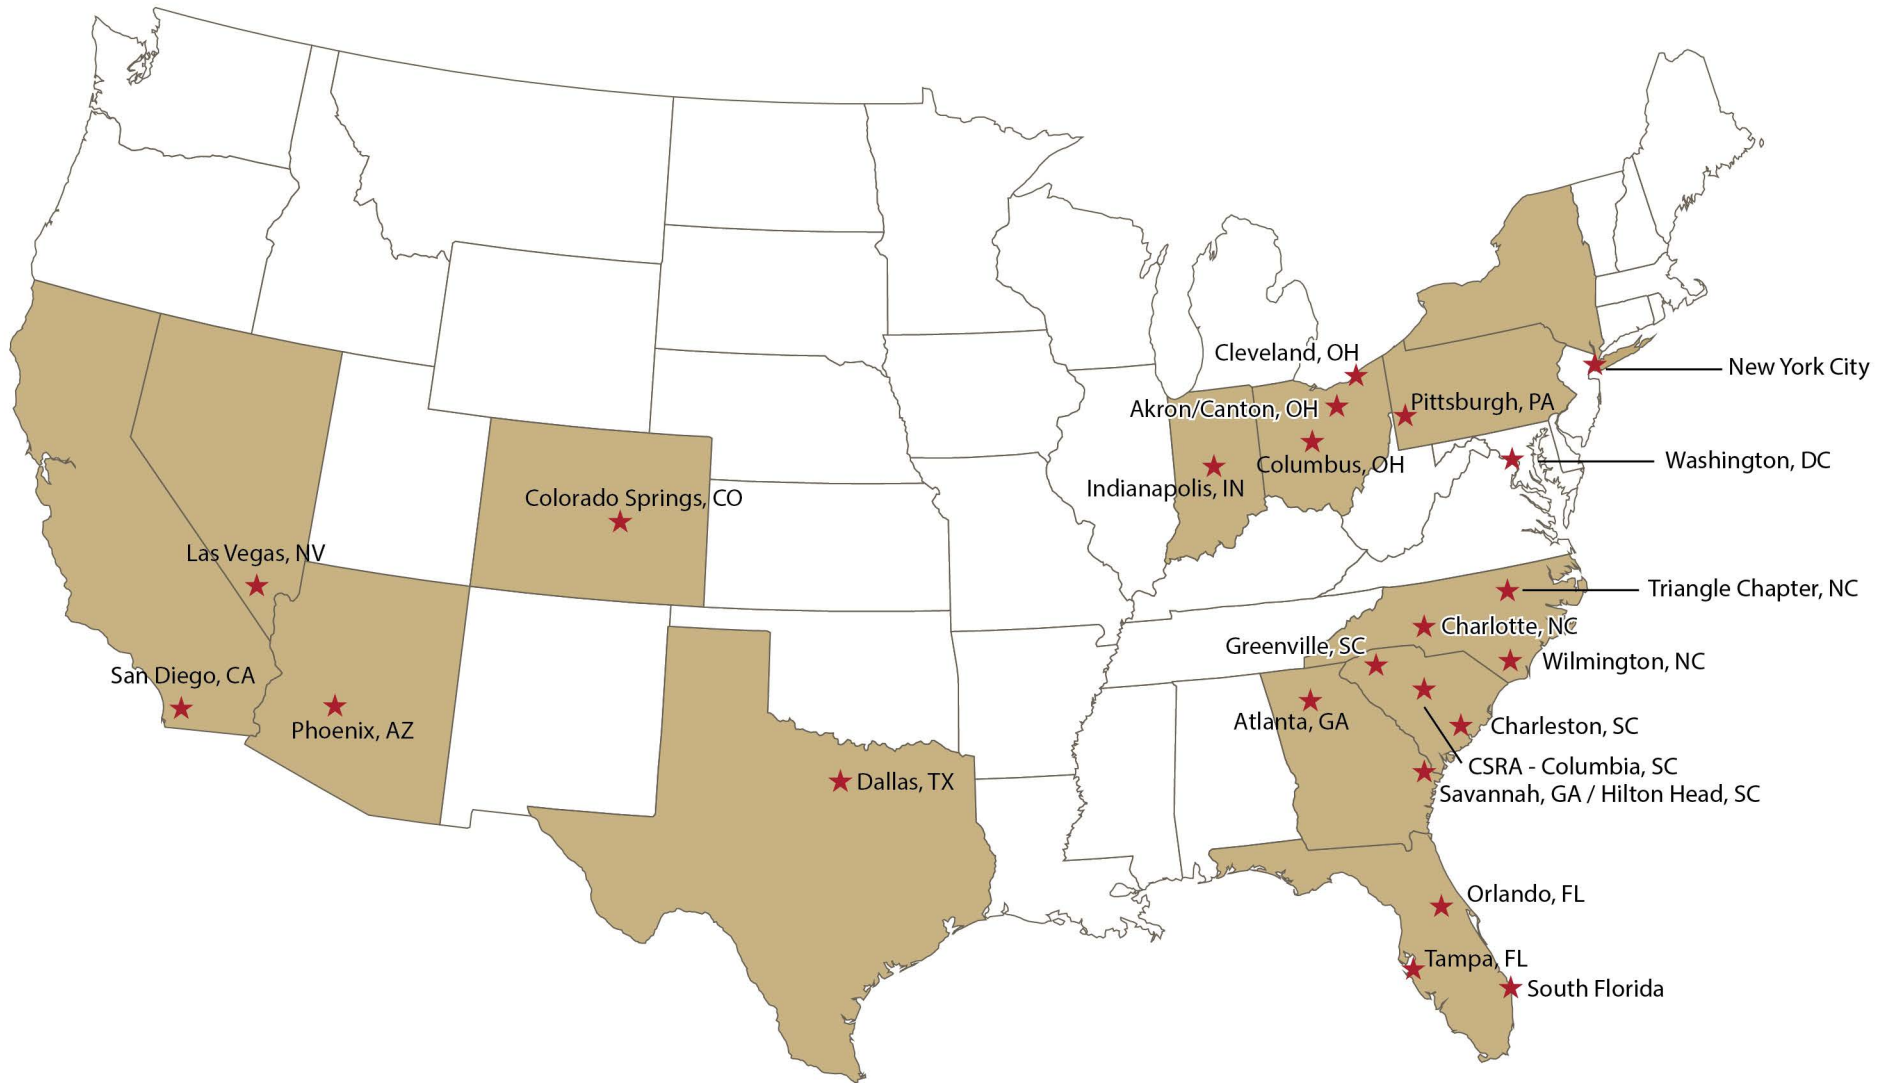 Cleveland, OH
New York City
Akron/Canton, OH
Pittsburgh, PA
Washington, DC
Columbus, OH
Indianapolis, IN
Colorado Springs, CO
Las Vegas, NV
Triangle Chapter, NC
Charlotte, NC
Greenville, SC
Wilmington, NC
San Diego, CA
Phoenix, AZ
Atlanta, GA
Charleston, SC
CSRA - Columbia, SC
Dallas, TX
Savannah, GA / Hilton Head, SC
Orlando, FL
Tampa, FL
South Florida